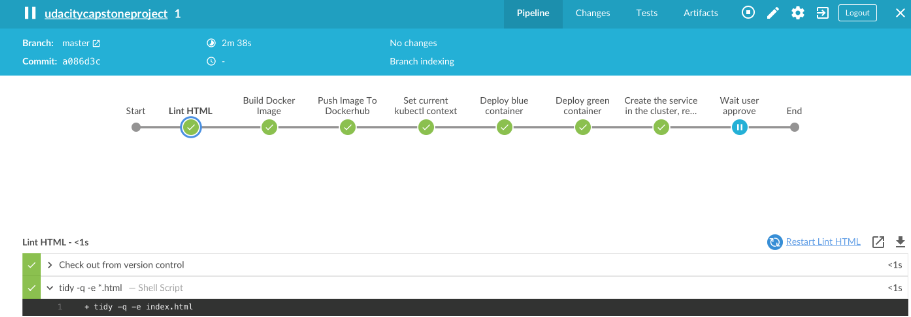 udacitycapstoneproject 1
Pipeline Changes Tests Artifacts Logout
Branch: master 2m 38s No changes
Commit: a086d3c - Branch indexing
Start
Lint HTML
Build Docker
Image
Push Image To
Dockerhub
Set current
kubectl context
Deploy blue
container
Deploy green
container
Create the service
in the cluster, re...
Wait user
approve
End
Lint HTML - <1s
Restart Lint HTML
Check out from version control <1s
tidy -q -e *.html — Shell Script <1s
1 + tidy -q -e index.html